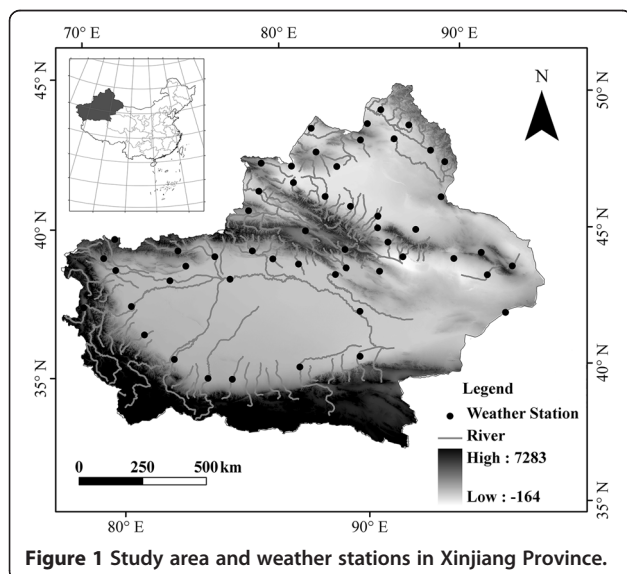 70° E 80° E 90° E
45° N
50° N
N
40° N
45° N
35° N
40° N
Legend
Weather Station
River
High : 7283
Low : -164
0 250 500 km
35° N
80° E 90° E
Figure 1 Study area and weather stations in Xinjiang Province.